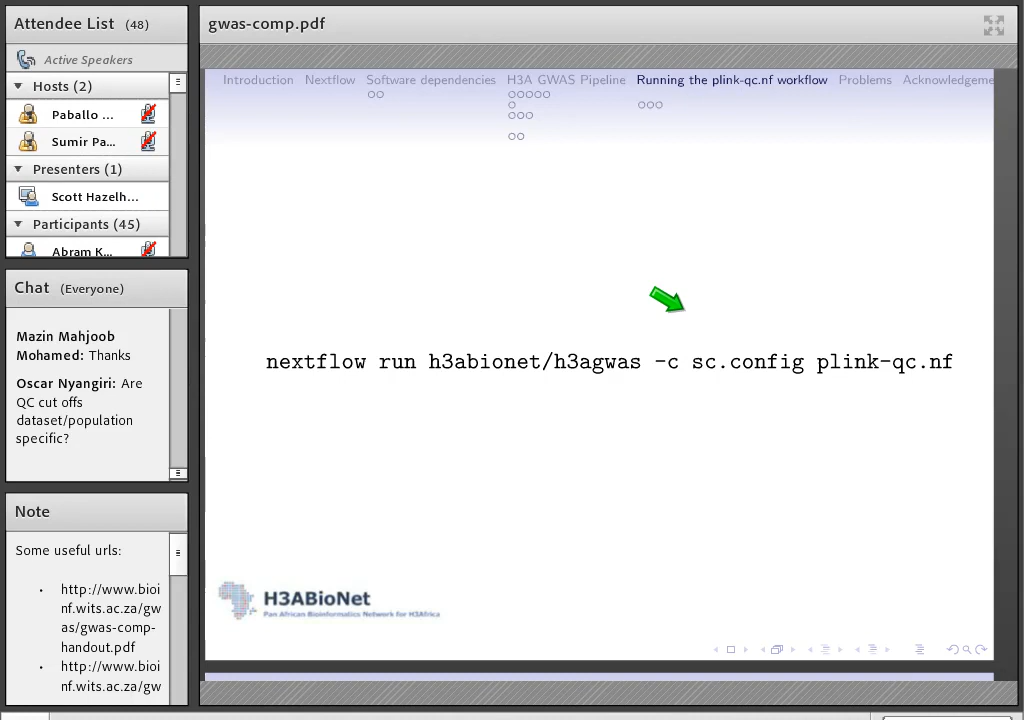 Attendee List (48)
Active Speakers
Hosts (2)
Paballo ...
Sumir Pa...
Presenters (1)
Scott Hazelh...
Participants (45)
Abram K...
Chat (Everyone)
Mazin Mahjoob
Mohamed: Thanks
Oscar Nyangiri: Are
QC cut offs
dataset/population
specific?
Note
Some useful urls:
• http://www.bioi
nf.wits.ac.za/gw
as/gwas-comp-
handout.pdf
• http://www.bioi
nf.wits.ac.za/gw
gwas-comp.pdf
Introduction Nextflow Software dependencies H3A GWAS Pipeline Running the plink-qc.nf workflow Problems Acknowledgeme
nextflow run h3abionet/h3agwas -c sc.config plink-qc.nf
H3ABioNet
Pan African Bioinformatics Network for H3Africa